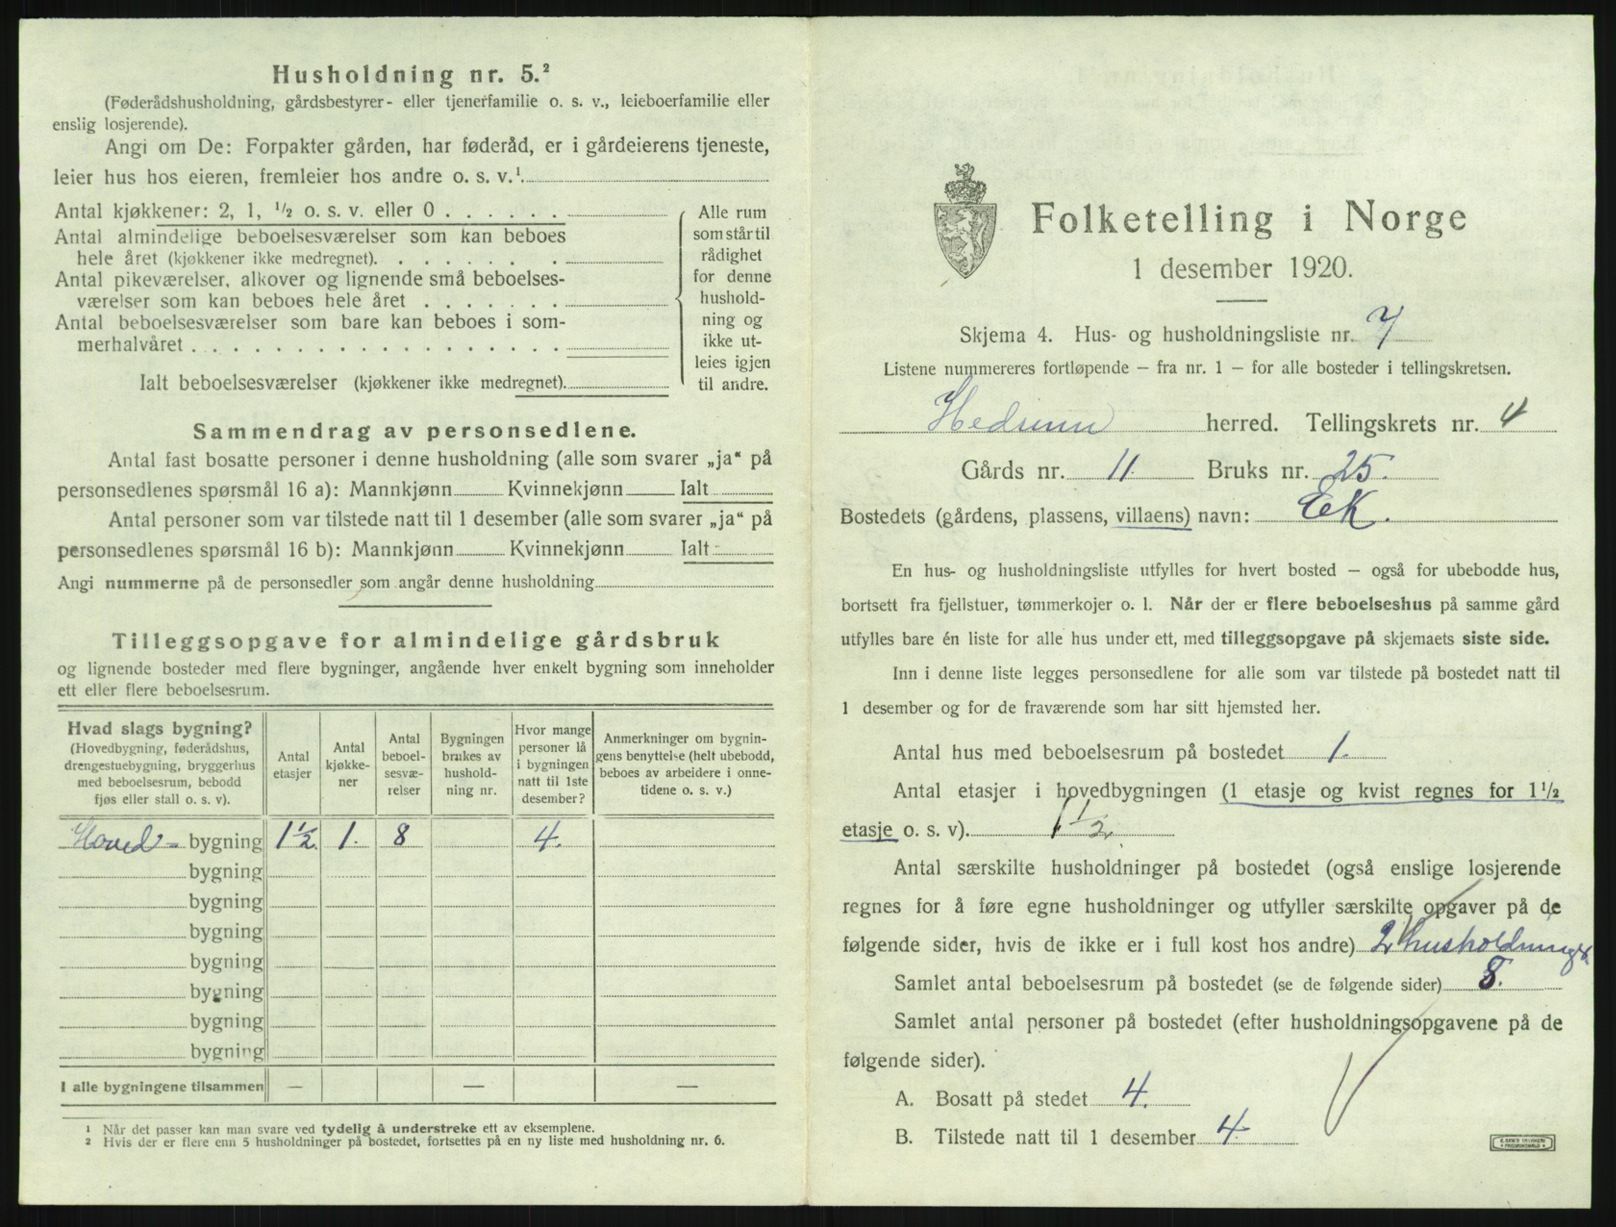 Husholdning nr. 5.²
(Føderådshusholdning, gårdsbestyrer- eller tjenerfamilie o. s. v., leieboerfamilie eller
enslig losjerende).
Angi om De: Forpakter gården, har føderåd, er i gårdeierens tjeneste,
leier hus hos eieren, fremleier hos andre o. s. v.¹
Antal kjøkkener: 2, 1, ½ o. s. v. eller 0 . . . . . .
Antal almindelige beboelsesværelser som kan beboes
hele året (kjøkkener ikke medregnet). . . . . . . .
Antal pikeværelser, alkover og lignende små beboelses-
værelser som kan beboes hele året . . . . . . .
Antal beboelsesværelser som bare kan beboes i som-
merhalvåret . . . . . . . . . . . . . . . . . .
Ialt beboelsesværelser (kjøkkener ikke medregnet).
Alle rum
som står til
rådighet
for denne
hushold-
ning og
ikke ut-
leies igjen
til andre.
Sammendrag av personsedlene.
Antal fast bosatte personer i denne husholdning (alle som svarer „ja“ på
personsedlenes spørsmål 16 a): Mannkjønn Kvinnekjønn Ialt
Antal personer som var tilstede natt til 1 desember (alle som svarer „ja“ på
personsedlenes spørsmål 16 b): Mannkjønn Kvinnekjønn Ialt
Angi nummerne på de personsedler som angår denne husholdning
Tilleggsopgave for almindelige gårdsbruk
og lignende bosteder med flere bygninger, angående hver enkelt bygning som inneholder
ett eller flere beboelsesrum.
Hvad slags bygning?
(Hovedbygning, føderådshus,
drengestuebygning, bryggerhus
med beboelsesrum, bebodd
fjøs eller stall o. s. v).
Antal
etasjer
Antal
kjøkke-
ner
Antal
beboel-
sesvæ-
relser
Bygningen
brukes av
hushold-
ning nr.
Hvor mange
personer lå
i bygningen
natt til 1ste
desember?
Anmerkninger om bygnin-
gens benyttelse (helt ubebodd,
beboes av arbeidere i onne-
tidene o. s. v.)
Hoved- bygning 1½ 1. 8 4.
bygning
bygning
bygning
bygning
bygning
bygning
bygning
I alle bygningene tilsammen — — —
¹ Når det passer kan man svare ved tydelig å understreke ett av eksemplene.
² Hvis der er flere enn 5 husholdninger på bostedet, fortsettes på en ny liste med husholdning nr. 6.
Folketelling i Norge
1 desember 1920.
Skjema 4. Hus- og husholdningsliste nr. 7
Listene nummereres fortløpende – fra nr. 1 – for alle bosteder i tellingskretsen.
Hedrum herred. Tellingskrets nr. 4
Gårds nr. 11. Bruks nr. 25.
Bostedets (gårdens, plassens, villaens) navn: Ek.
En hus- og husholdningsliste utfylles for hvert bosted – også for ubebodde hus,
bortsett fra fjellstuer, tømmerkojer o. l. Når der er flere beboelseshus på samme gård
utfylles bare én liste for alle hus under ett, med tilleggsopgave på skjemaets siste side.
Inn i denne liste legges personsedlene for alle som var tilstede på bostedet natt til
1 desember og for de fraværende som har sitt hjemsted her.
Antal hus med beboelsesrum på bostedet 1.
Antal etasjer i hovedbygningen (1 etasje og kvist regnes for 1½
etasje o. s. v). 1½
Antal særskilte husholdninger på bostedet (også enslige losjerende
regnes for å føre egne husholdninger og utfyller særskilte opgaver på de
følgende sider, hvis de ikke er i full kost hos andre) 2 husholdninger.
Samlet antal beboelsesrum på bostedet (se de følgende sider) 8.
Samlet antal personer på bostedet (efter husholdningsopgavene på de
følgende sider).
A. Bosatt på stedet 4.
B. Tilstede natt til 1 desember 4.